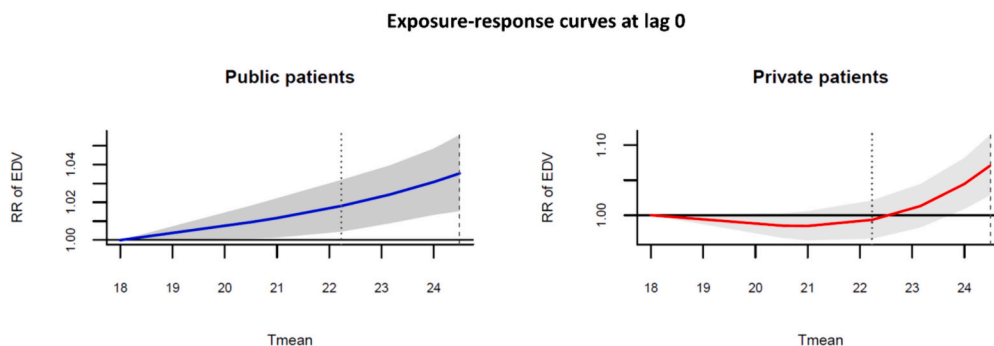 Exposure-response curves at lag 0
Public patients
RR of EDV
1.04
1.02
1.00
18 19 20 21 22 23 24
Tmean
Private patients
RR of EDV
1.10
1.00
18 19 20 21 22 23 24
Tmean